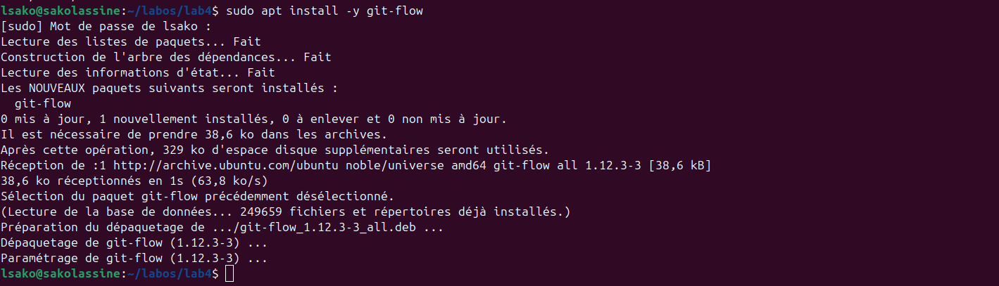 lsako@sakolassine:~/labos/lab4$ sudo apt install -y git-flow
[sudo] Mot de passe de lsako :
Lecture des listes de paquets... Fait
Construction de l'arbre des dépendances... Fait
Lecture des informations d'état... Fait
Les NOUVEAUX paquets suivants seront installés :
  git-flow
0 mis à jour, 1 nouvellement installés, 0 à enlever et 0 non mis à jour.
Il est nécessaire de prendre 38,6 ko dans les archives.
Après cette opération, 329 ko d'espace disque supplémentaires seront utilisés.
Réception de :1 http://archive.ubuntu.com/ubuntu noble/universe amd64 git-flow all 1.12.3-3 [38,6 kB]
38,6 ko réceptionnés en 1s (63,8 ko/s)
Sélection du paquet git-flow précédemment désélectionné.
(Lecture de la base de données... 249659 fichiers et répertoires déjà installés.)
Préparation du dépaquetage de .../git-flow_1.12.3-3_all.deb ...
Dépaquetage de git-flow (1.12.3-3) ...
Paramétrage de git-flow (1.12.3-3) ...
lsako@sakolassine:~/labos/lab4$